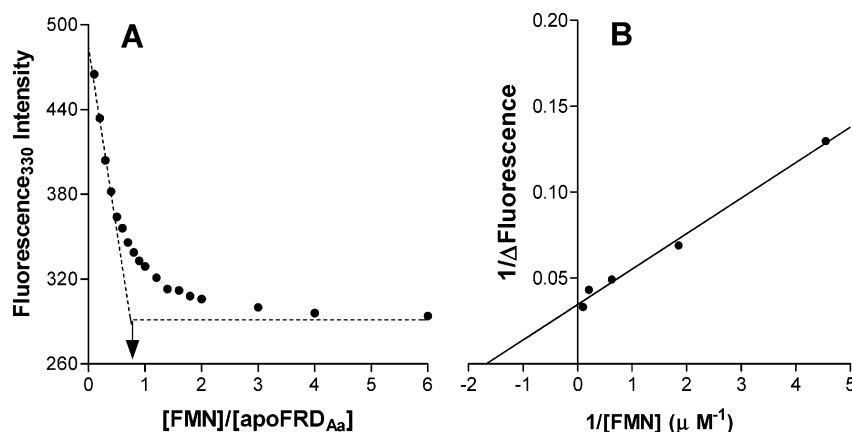 A
Fluorescence330 Intensity
500
440
380
320
260
0 1 2 3 4 5 6
[FMN]/[apoFRDAa]
B
1/ΔFluorescence
0.20
0.15
0.10
0.05
-2 -1 0 1 2 3 4 5
1/[FMN] (μ M-1)